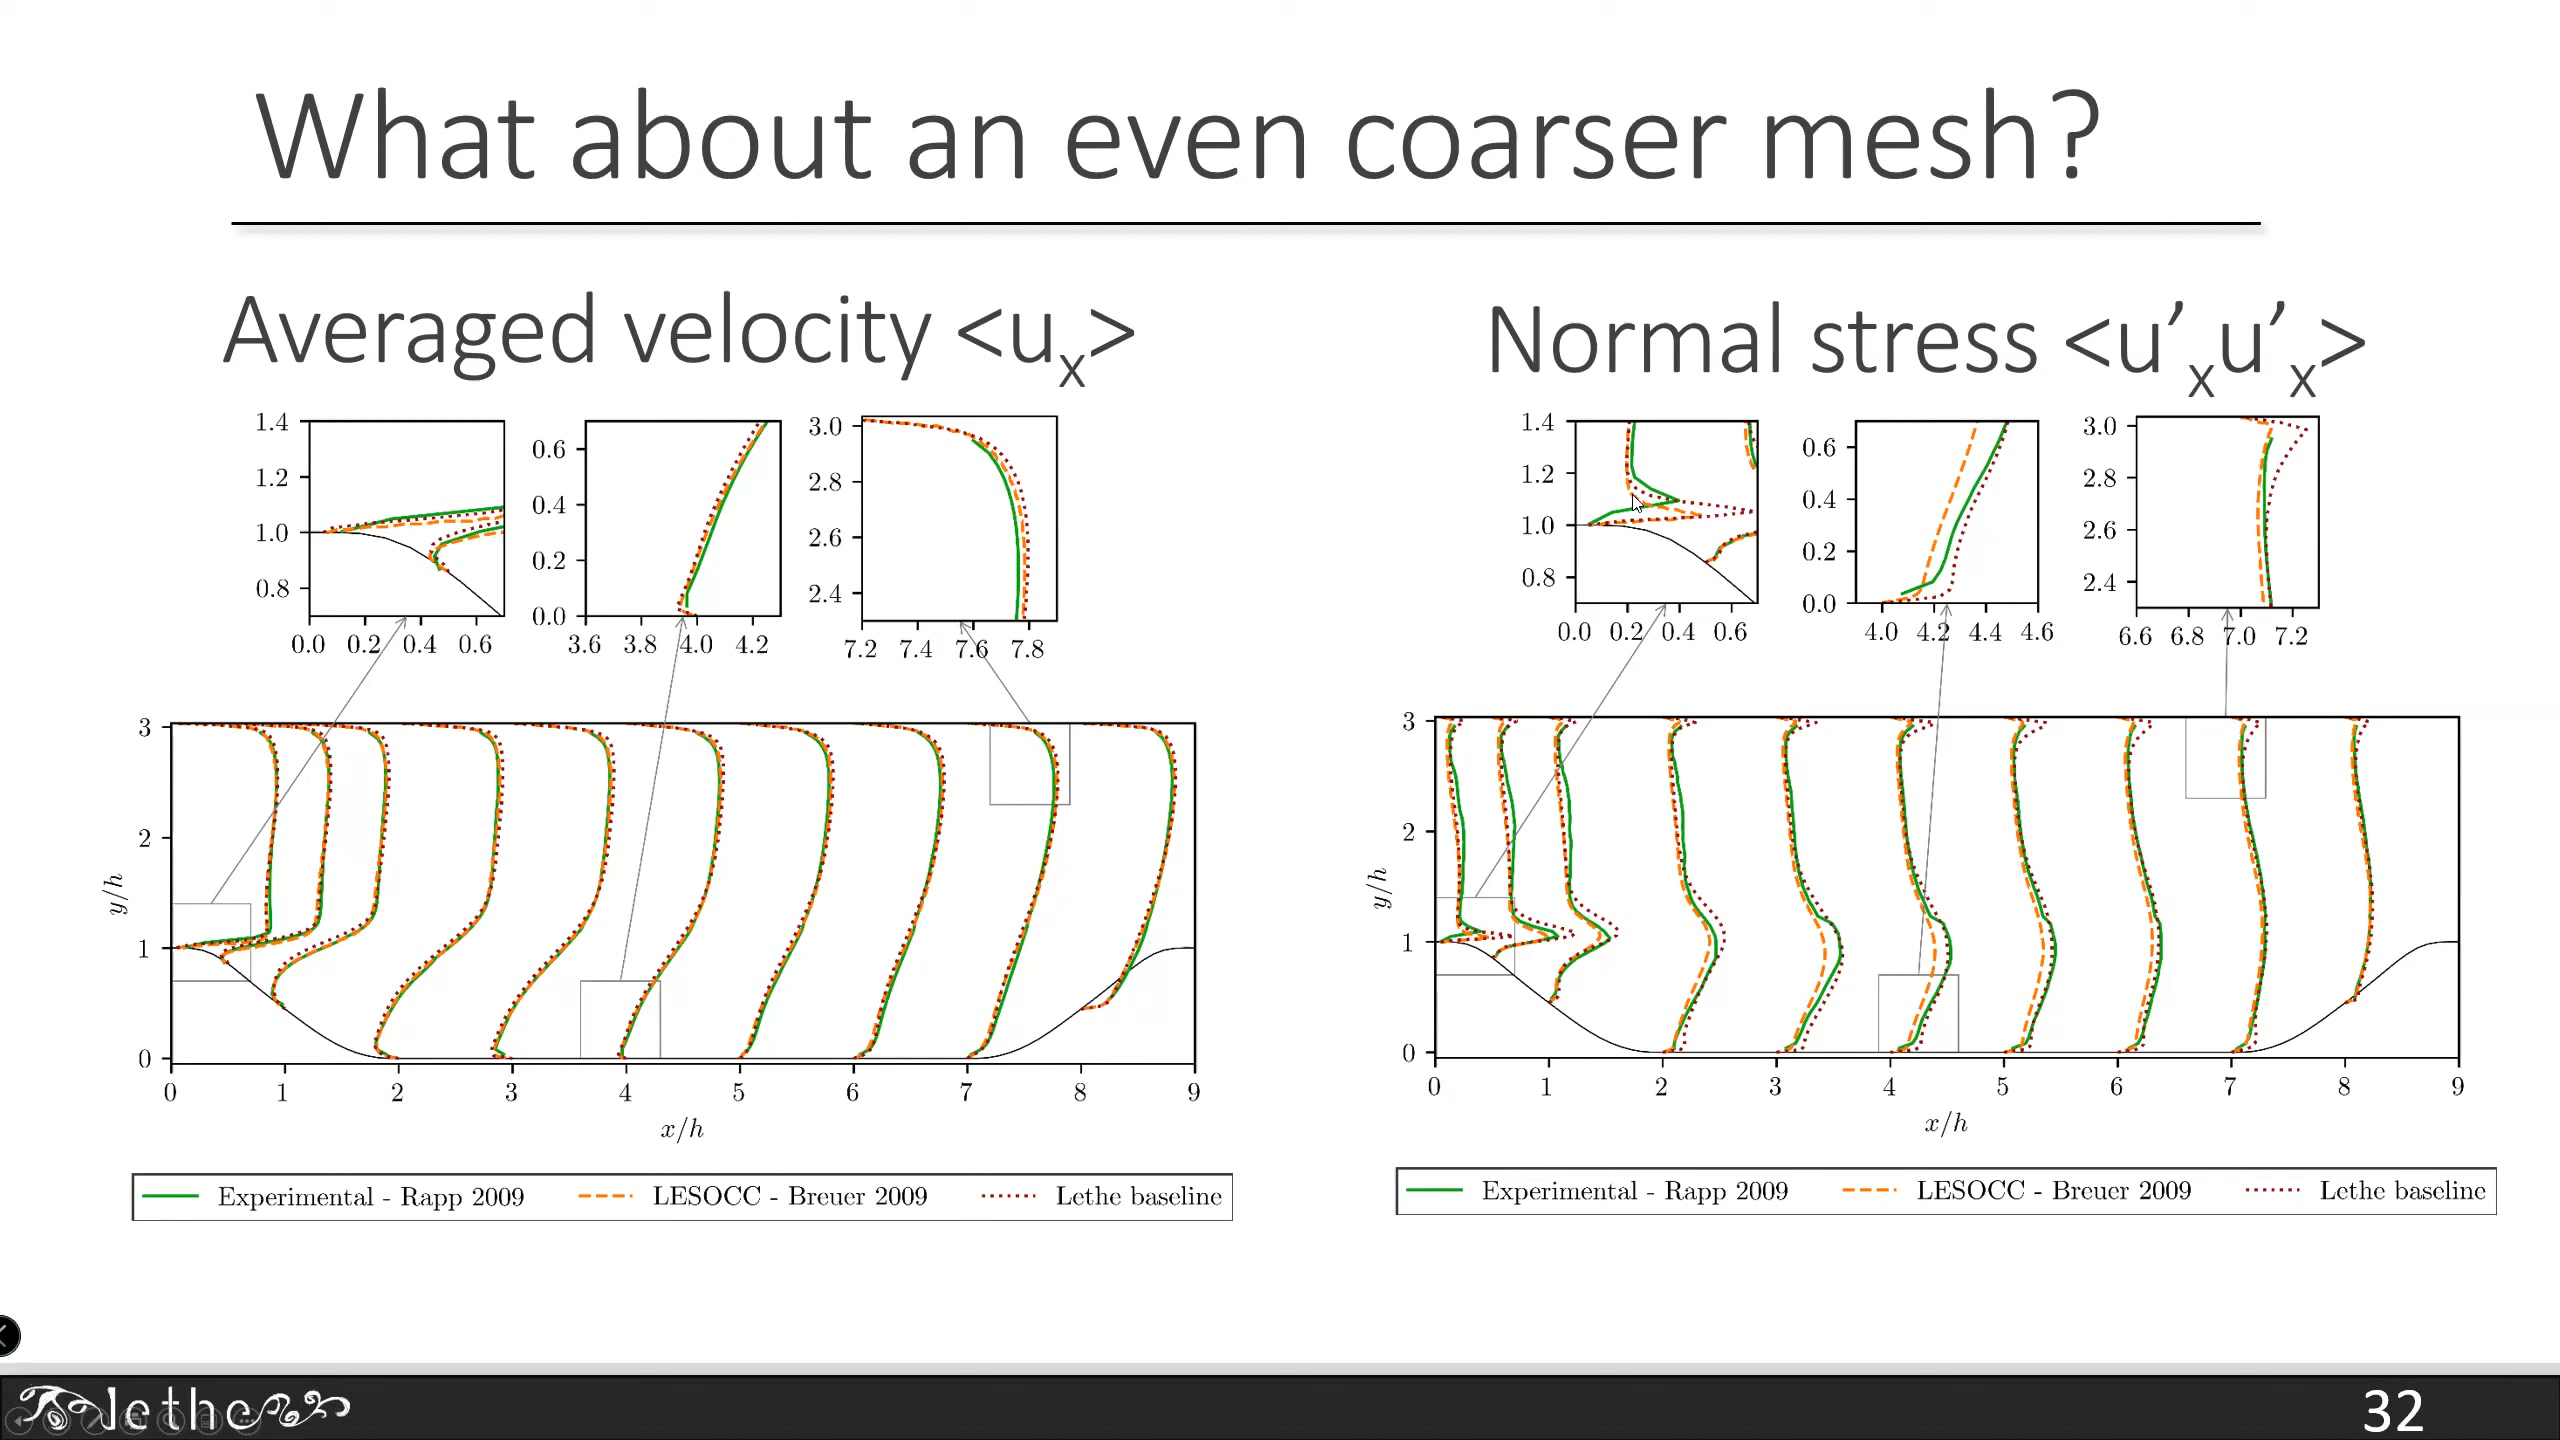 What about an even coarser mesh?
Averaged velocity <ux>
1.4
1.2
1.0
0.8
0.0 0.2 0.4 0.6
0.6
0.4
0.2
0.0
3.6 3.8 4.0 4.2
3.0
2.8
2.6
2.4
7.2 7.4 7.6 7.8
3
2
1
0
y/h
0 1 2 3 4 5 6 7 8 9
x/h
Experimental - Rapp 2009 LESOCC - Breuer 2009 Lethe baseline
Normal stress <u’xu’x>
1.4
1.2
1.0
0.8
0.0 0.2 0.4 0.6
0.6
0.4
0.2
0.0
4.0 4.2 4.4 4.6
3.0
2.8
2.6
2.4
6.6 6.8 7.0 7.2
3
2
1
0
y/h
0 1 2 3 4 5 6 7 8 9
x/h
Experimental - Rapp 2009 LESOCC - Breuer 2009 Lethe baseline
lethe
32